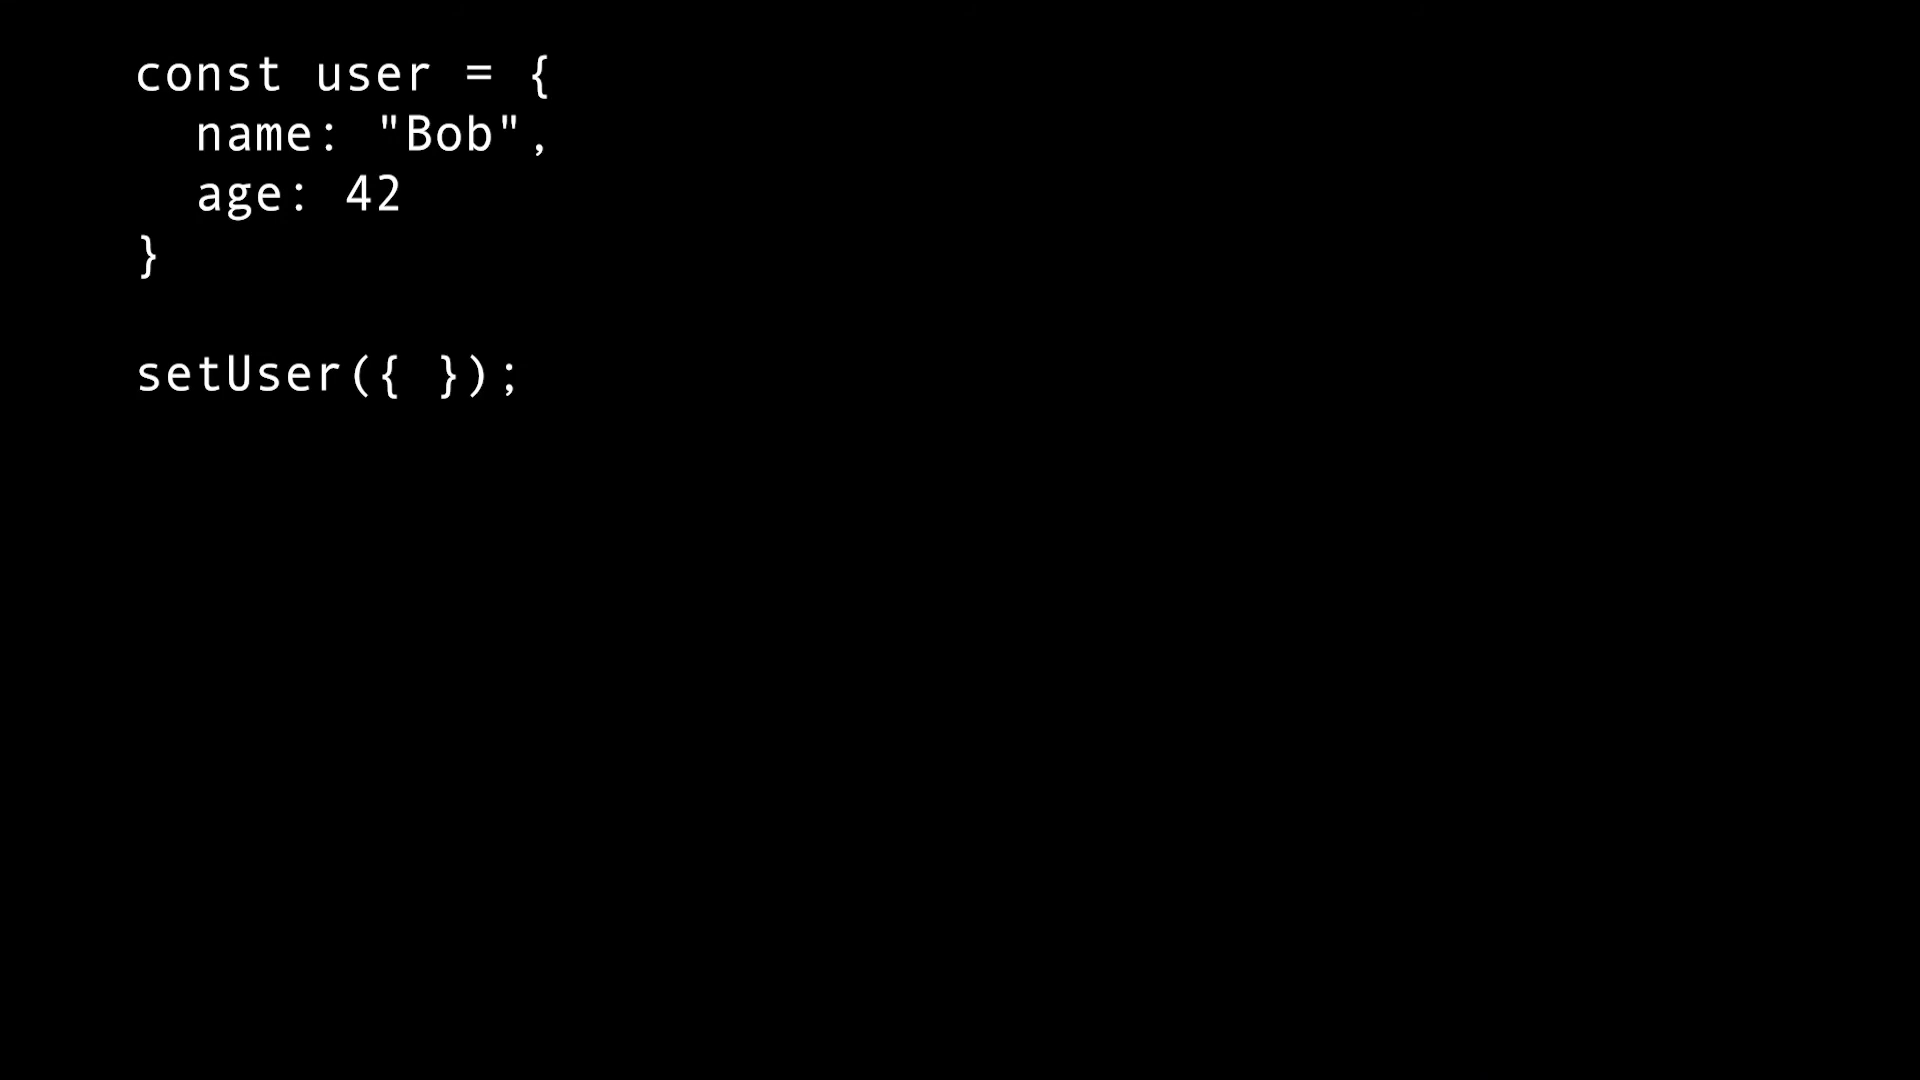 const user = {
  name: "Bob",
  age: 42
}

setUser({ });